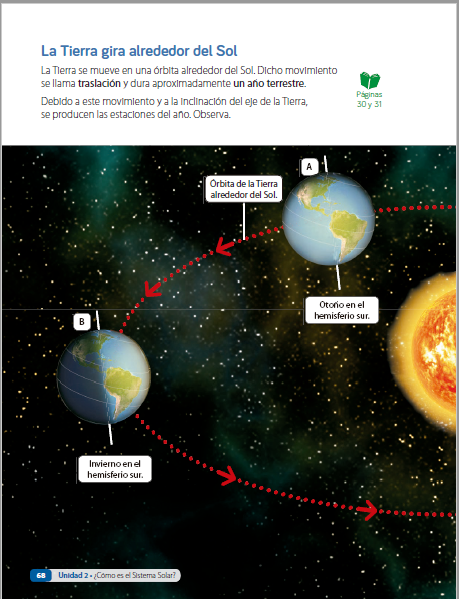 La Tierra gira alrededor del Sol
La Tierra se mueve en una órbita alrededor del Sol. Dicho movimiento
se llama traslación y dura aproximadamente un año terrestre.
Debido a este movimiento y a la inclinación del eje de la Tierra,
se producen las estaciones del año. Observa.
Páginas
30 y 31
A
Órbita de la Tierra
alrededor del Sol.
Otoño en el
hemisferio sur.
B
Invierno en el
hemisferio sur.
68 Unidad 2 • ¿Cómo es el Sistema Solar?